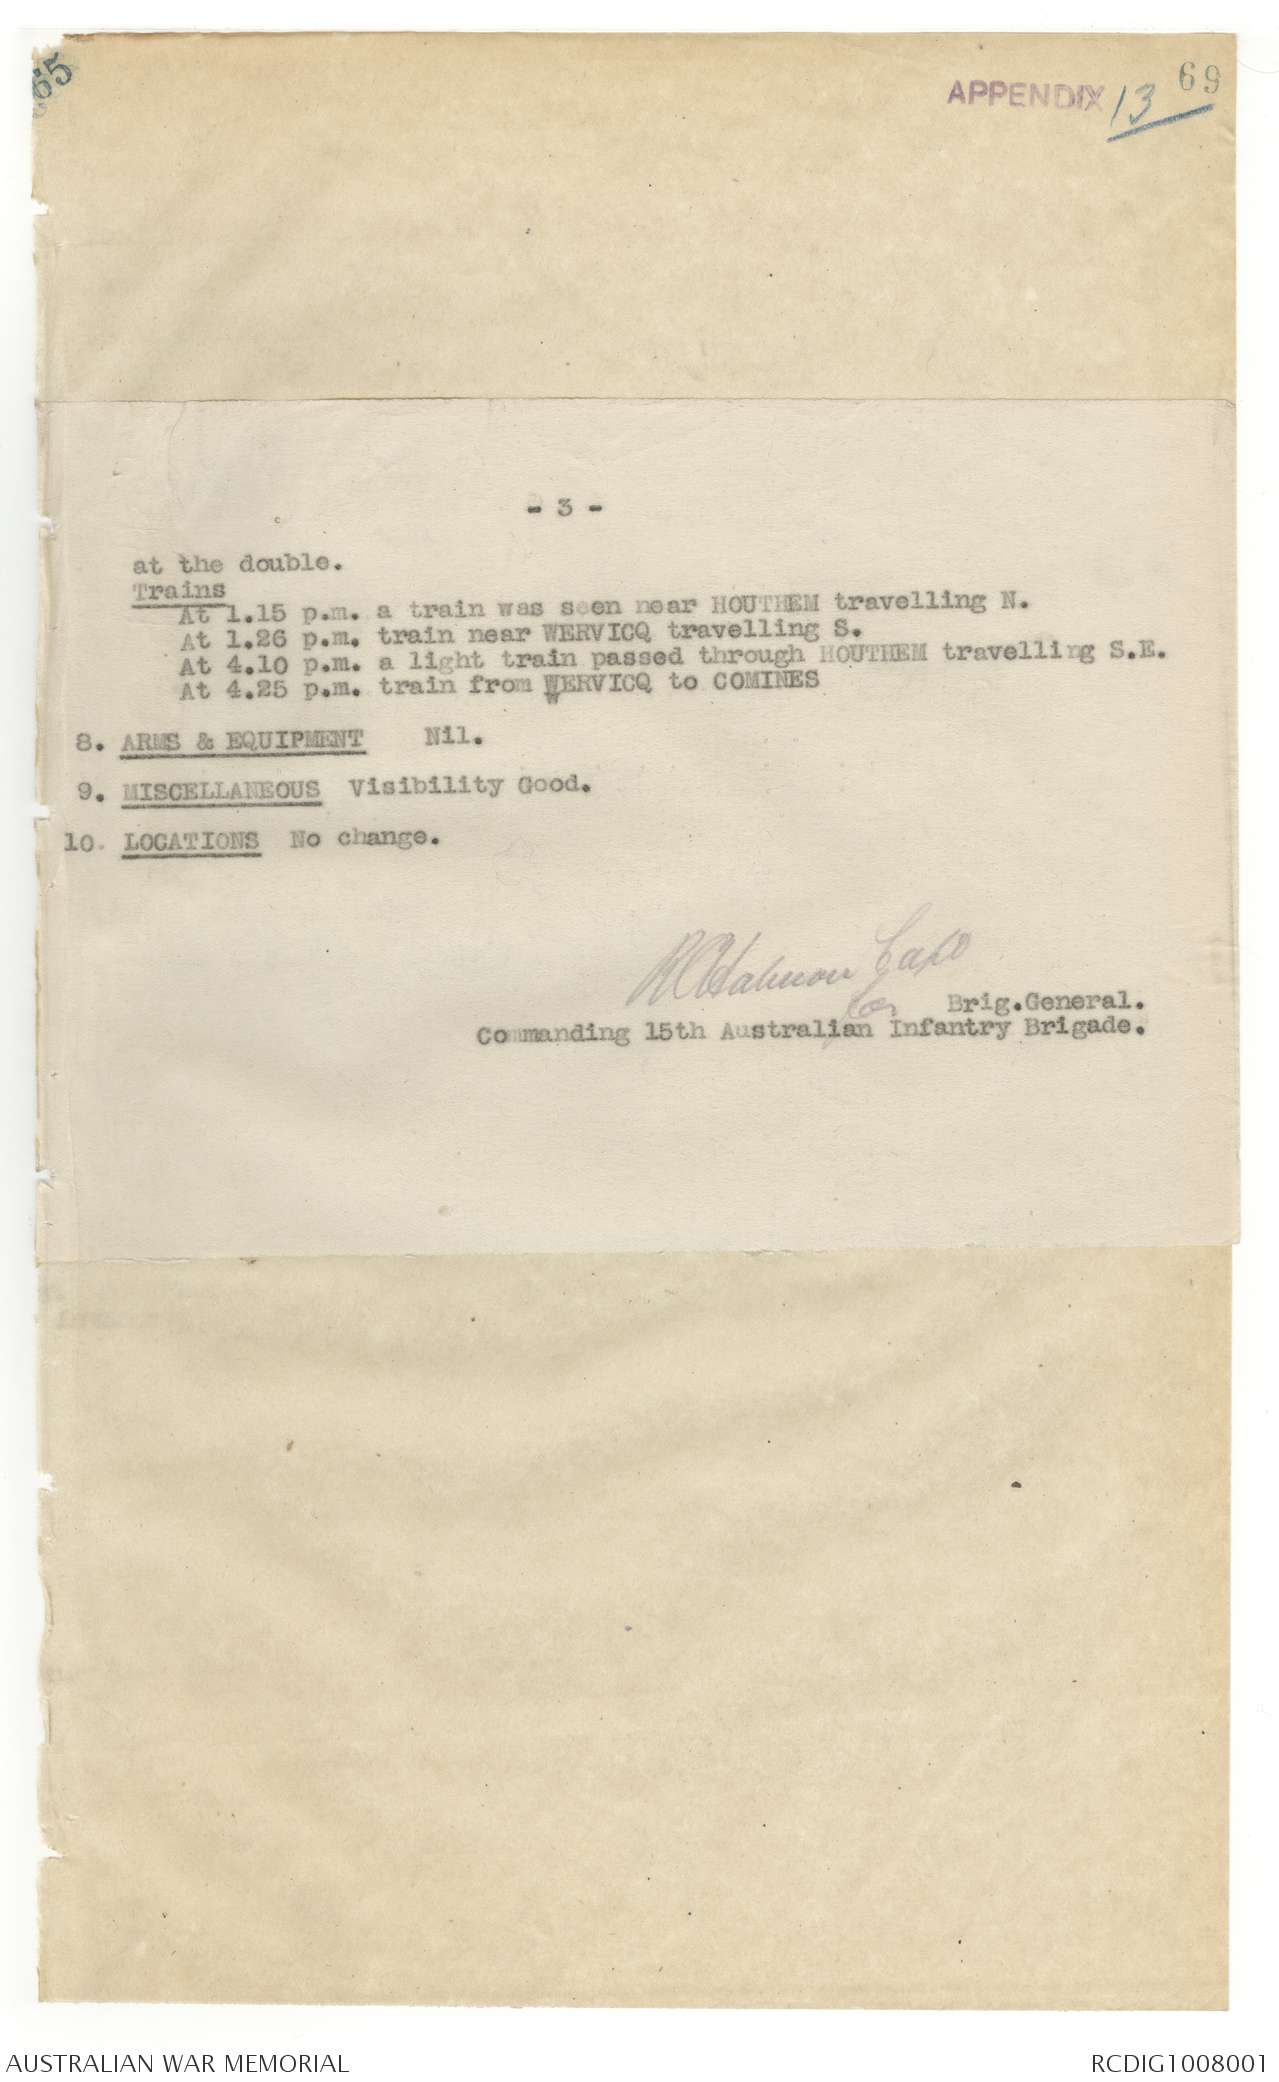 65
APPENDIX 13 69
- 3 -
at the double.
Trains
At 1.15 p.m. a train was seen near HOUTHEM travelling N.
At 1.26 p.m. train near WERVICQ travelling S.
At 4.10 p.m. a light train passed through HOUTHEM travelling S.E.
At 4.25 p.m. train from WERVICQ to COMINES
8. ARMS & EQUIPMENT Nil.
9. MISCELLANEOUS Visibility Good.
10. LOCATIONS No change.
Capt
for Brig.General.
Commanding 15th Australian Infantry Brigade.
AUSTRALIAN WAR MEMORIAL RCDIG1008001